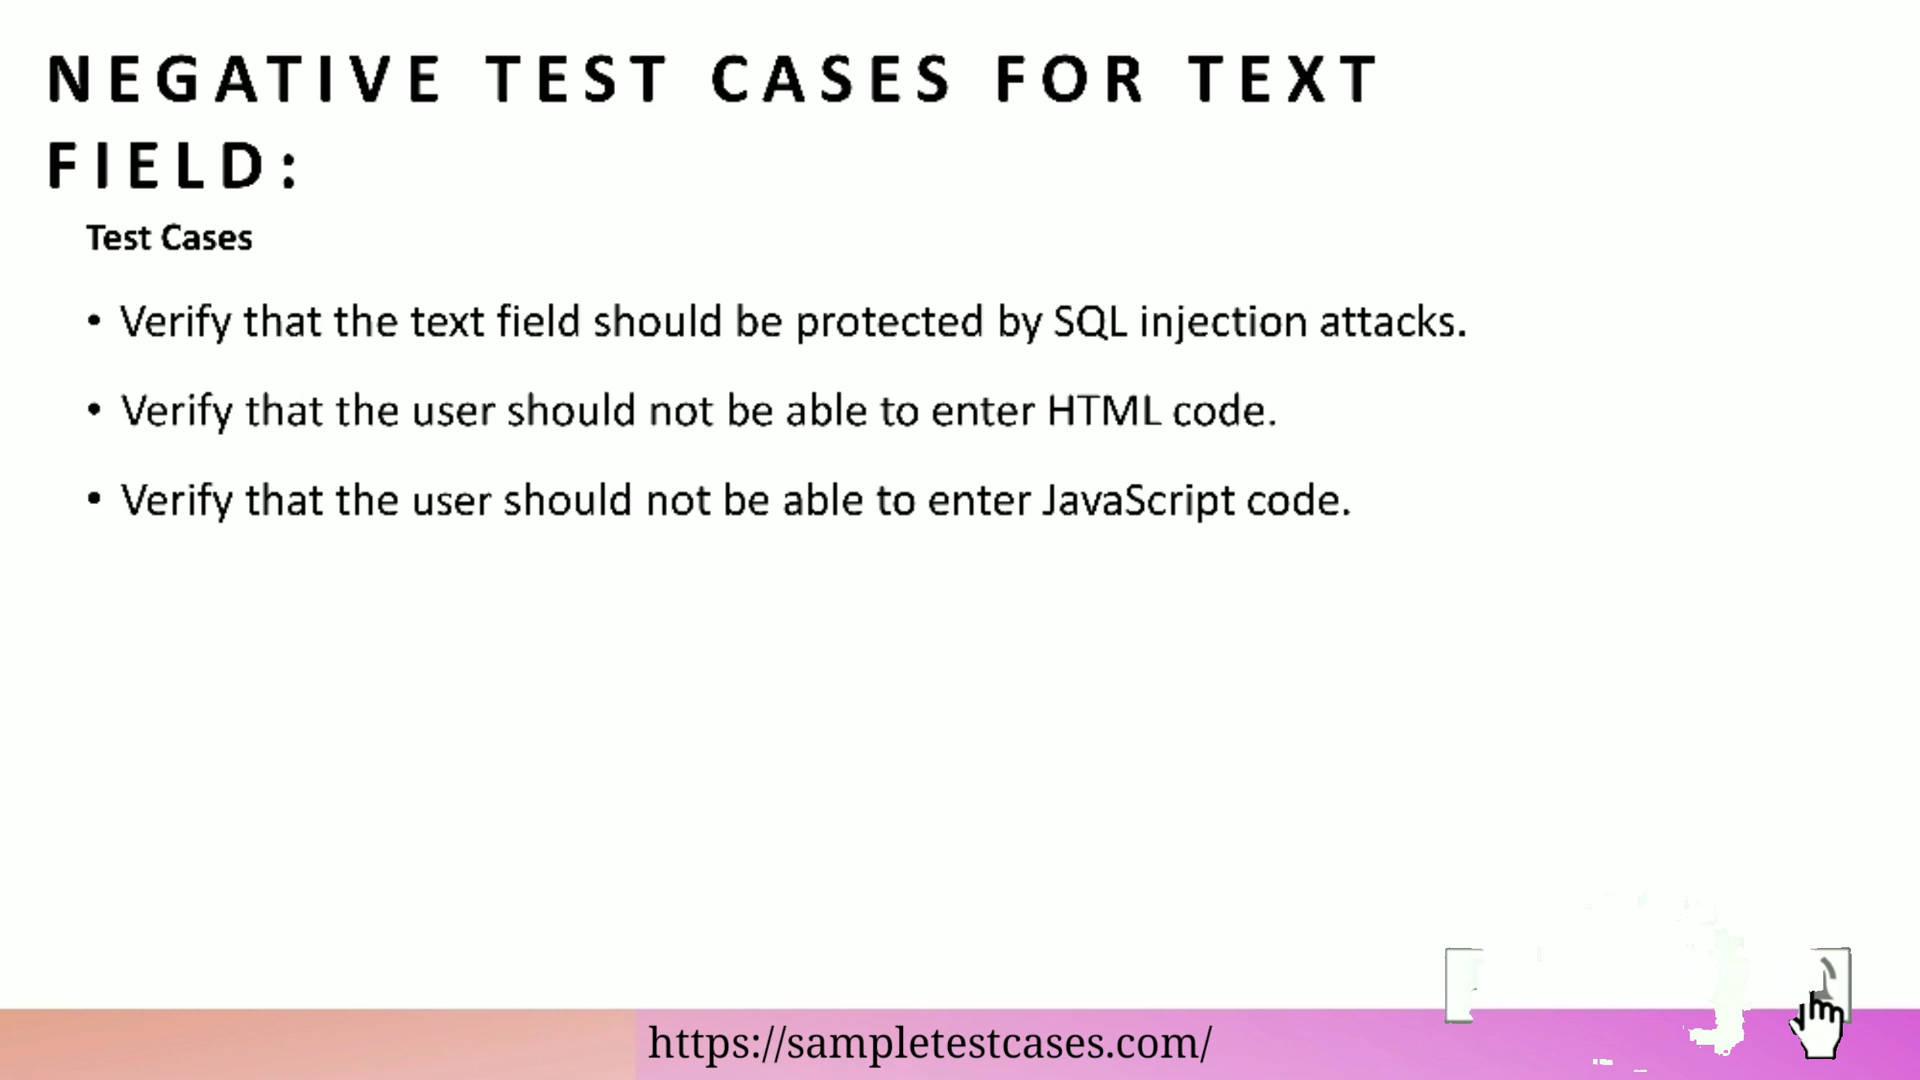 NEGATIVE TEST CASES FOR TEXT
FIELD:
Test Cases
• Verify that the text field should be protected by SQL injection attacks.
• Verify that the user should not be able to enter HTML code.
• Verify that the user should not be able to enter JavaScript code.
https://sampletestcases.com/